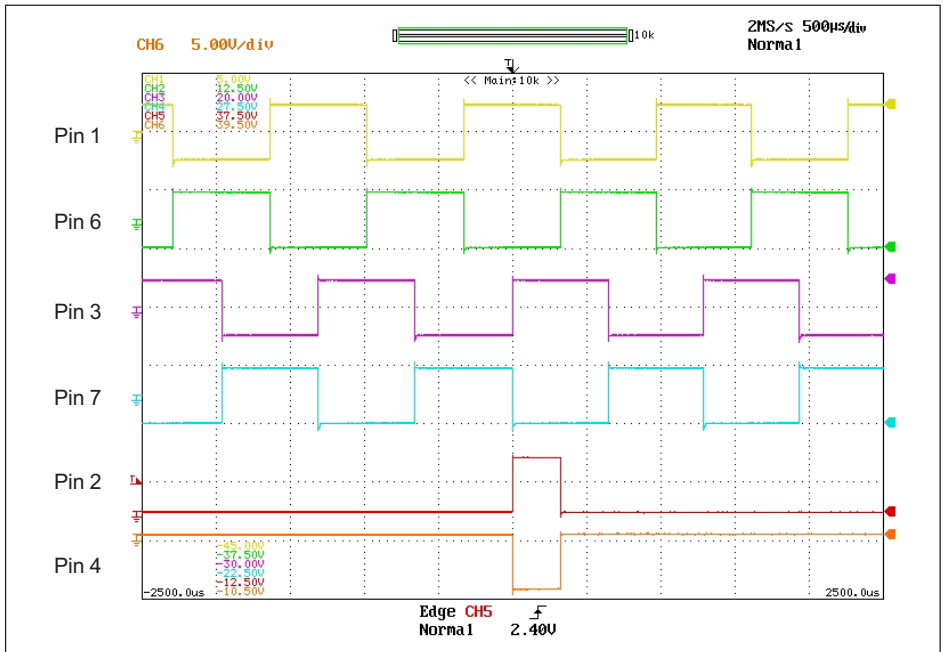 CH6 5.00V/div
10k
2MS/s 500µs/div
Normal
T
<< Main:10k >>
CH1 5.00V
CH2 12.50V
CH3 20.00V
CH4 27.50V
CH5 37.50V
CH6 39.50V
Pin 1
Pin 6
Pin 3
Pin 7
Pin 2
Pin 4
-45.00V
-37.50V
-30.00V
-22.50V
-12.50V
-10.50V
-2500.0us
2500.0us
Edge CH5
Normal 2.40V